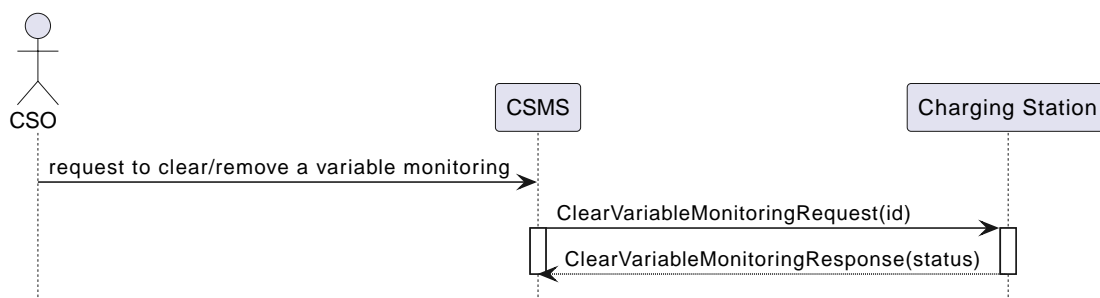 CSO
CSMS
Charging Station
request to clear/remove a variable monitoring
ClearVariableMonitoringRequest(id)
ClearVariableMonitoringResponse(status)